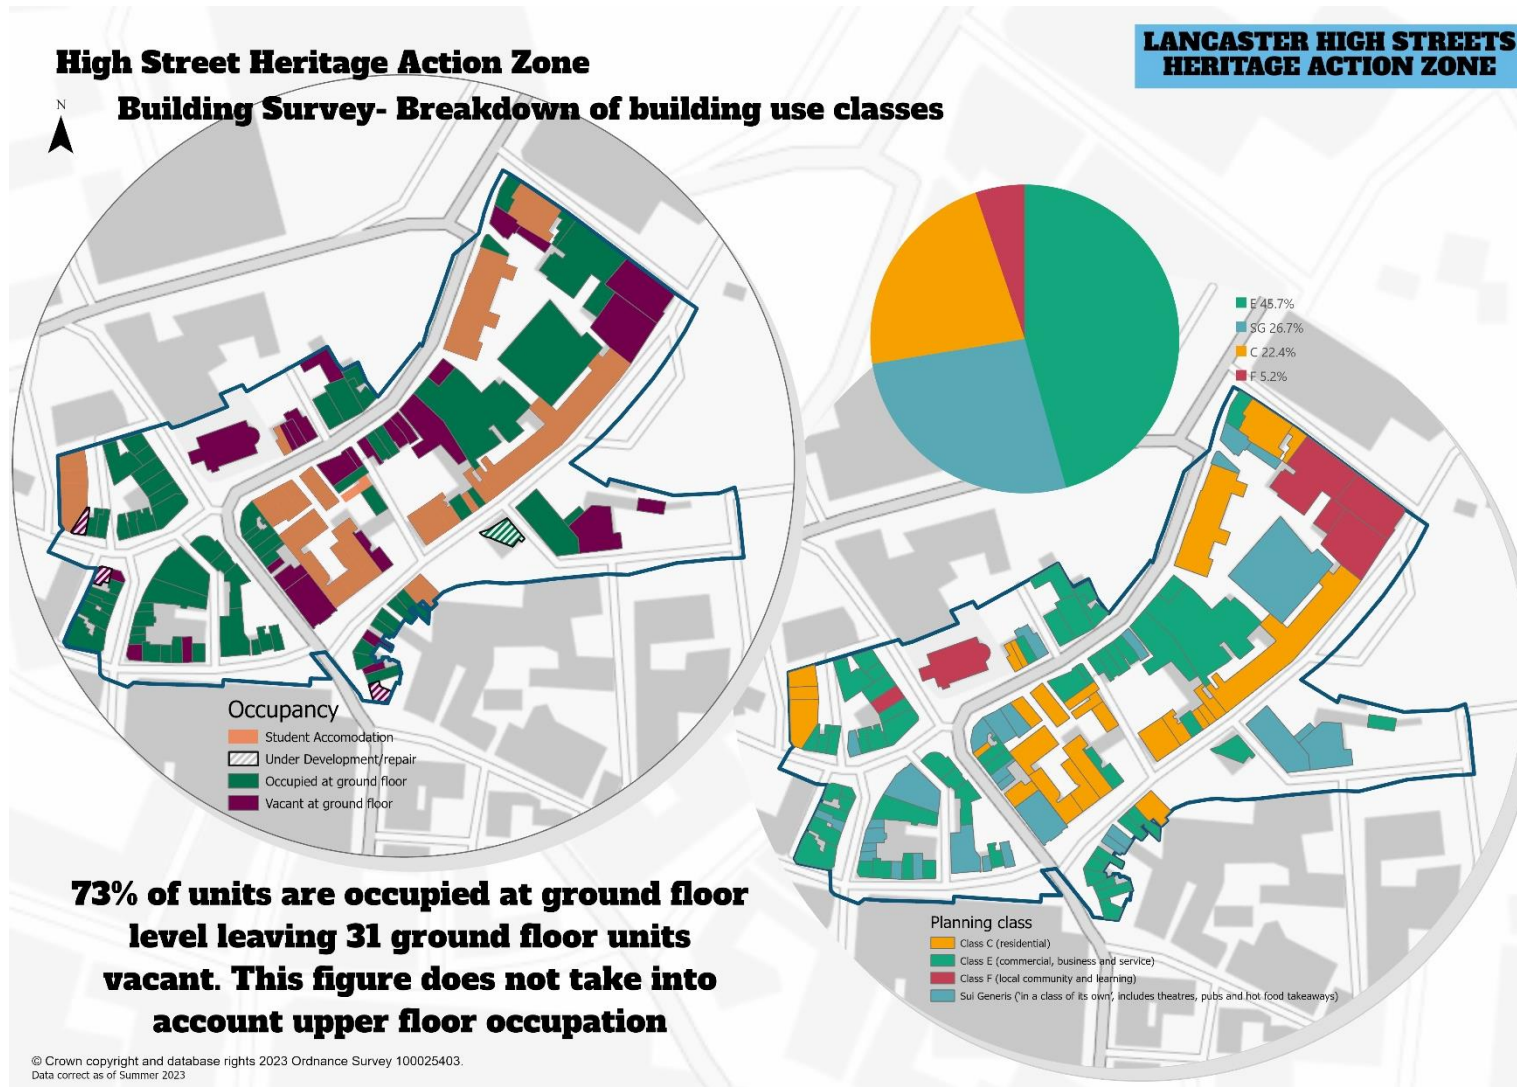 High Street Heritage Action Zone
Building Survey- Breakdown of building use classes
LANCASTER HIGH STREETS
HERITAGE ACTION ZONE
N
E 45.7%
SG 26.7%
C 22.4%
F 5.2%
Occupancy
Student Accomodation
Under Development/repair
Occupied at ground floor
Vacant at ground floor
Planning class
Class C (residential)
Class E (commercial, business and service)
Class F (local community and learning)
Sui Generis ('in a class of its own', includes theatres, pubs and hot food takeaways)
73% of units are occupied at ground floor
level leaving 31 ground floor units
vacant. This figure does not take into
account upper floor occupation
© Crown copyright and database rights 2023 Ordnance Survey 100025403.
Data correct as of Summer 2023